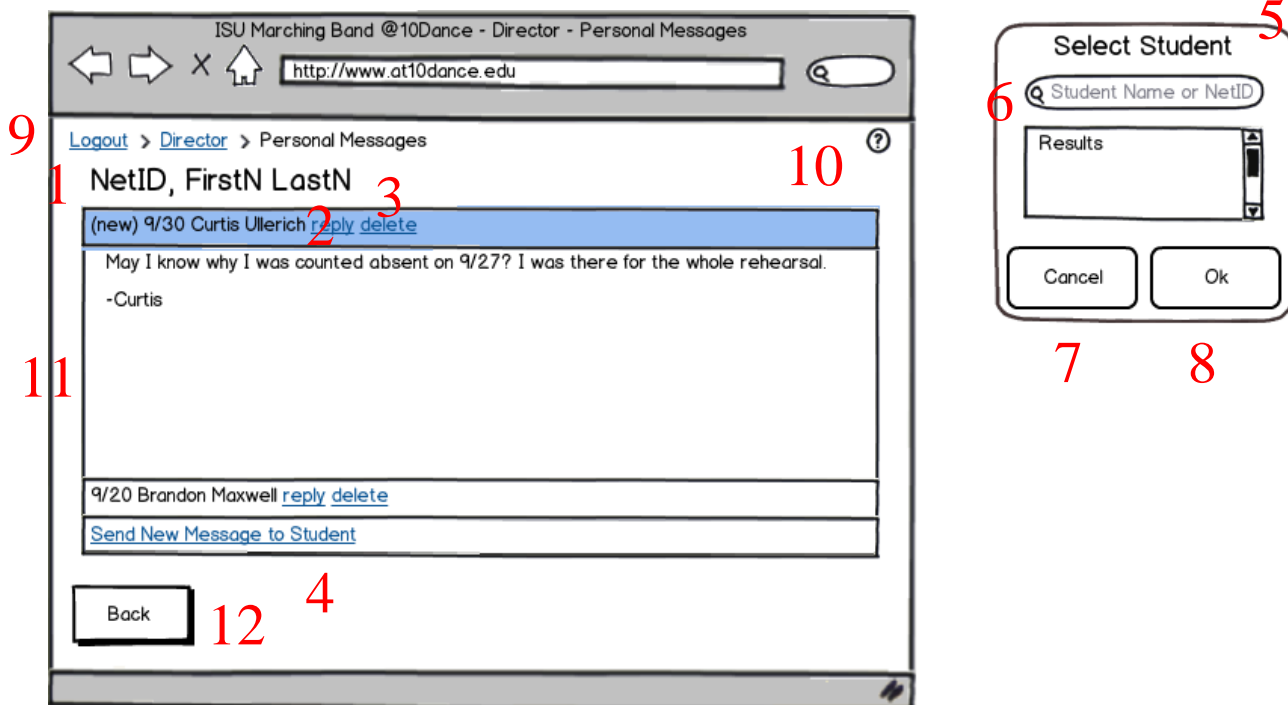 ISU Marching Band @10Dance - Director - Personal Messages
http://www.at10dance.edu
9 Logout > Director > Personal Messages ?
10
1 NetID, FirstN LastN
3
(new) 9/30 Curtis Ullerich reply delete
2
May I know why I was counted absent on 9/27? I was there for the whole rehearsal.
-Curtis
11
9/20 Brandon Maxwell reply delete
Send New Message to Student
4
Back
12
5
Select Student
6 Student Name or NetID
Results
Cancel Ok
7 8